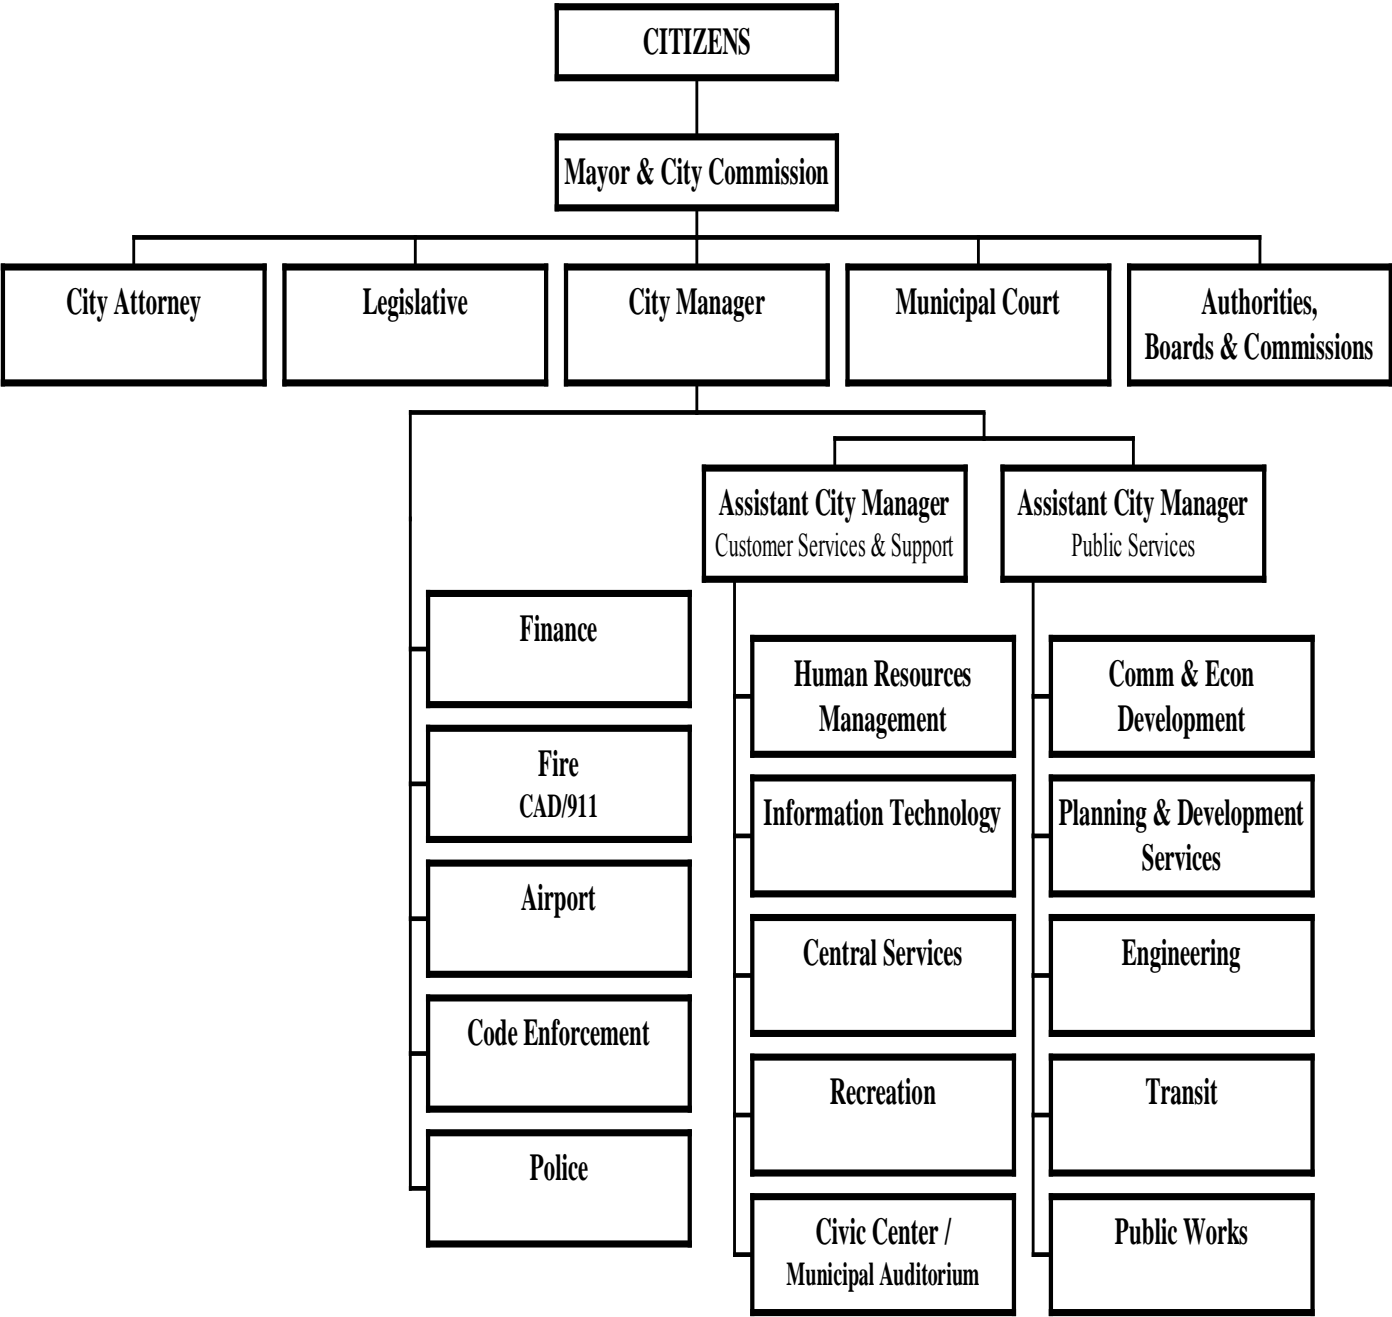 CITIZENS
Mayor & City Commission
City Attorney
Legislative
City Manager
Municipal Court
Authorities,
Boards & Commissions
Assistant City Manager
Customer Services & Support
Assistant City Manager
Public Services
Finance
Fire
CAD/911
Airport
Code Enforcement
Police
Human Resources
Management
Information Technology
Central Services
Recreation
Civic Center /
Municipal Auditorium
Comm & Econ
Development
Planning & Development
Services
Engineering
Transit
Public Works